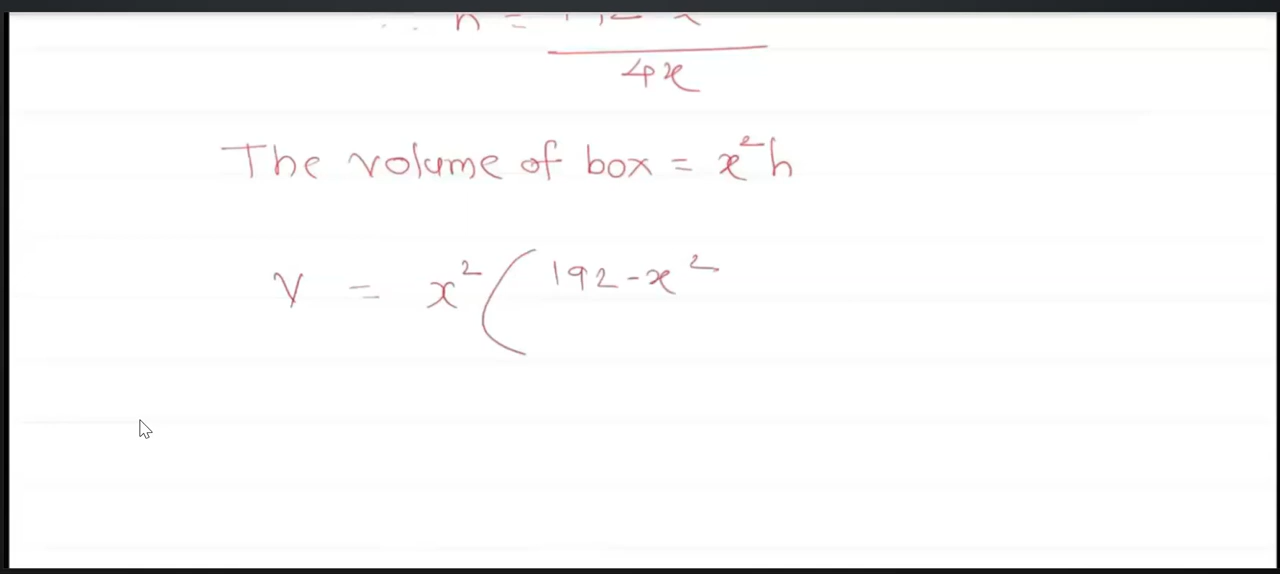 4x
The volume of box = x²h
V = x² ( 192 - x²